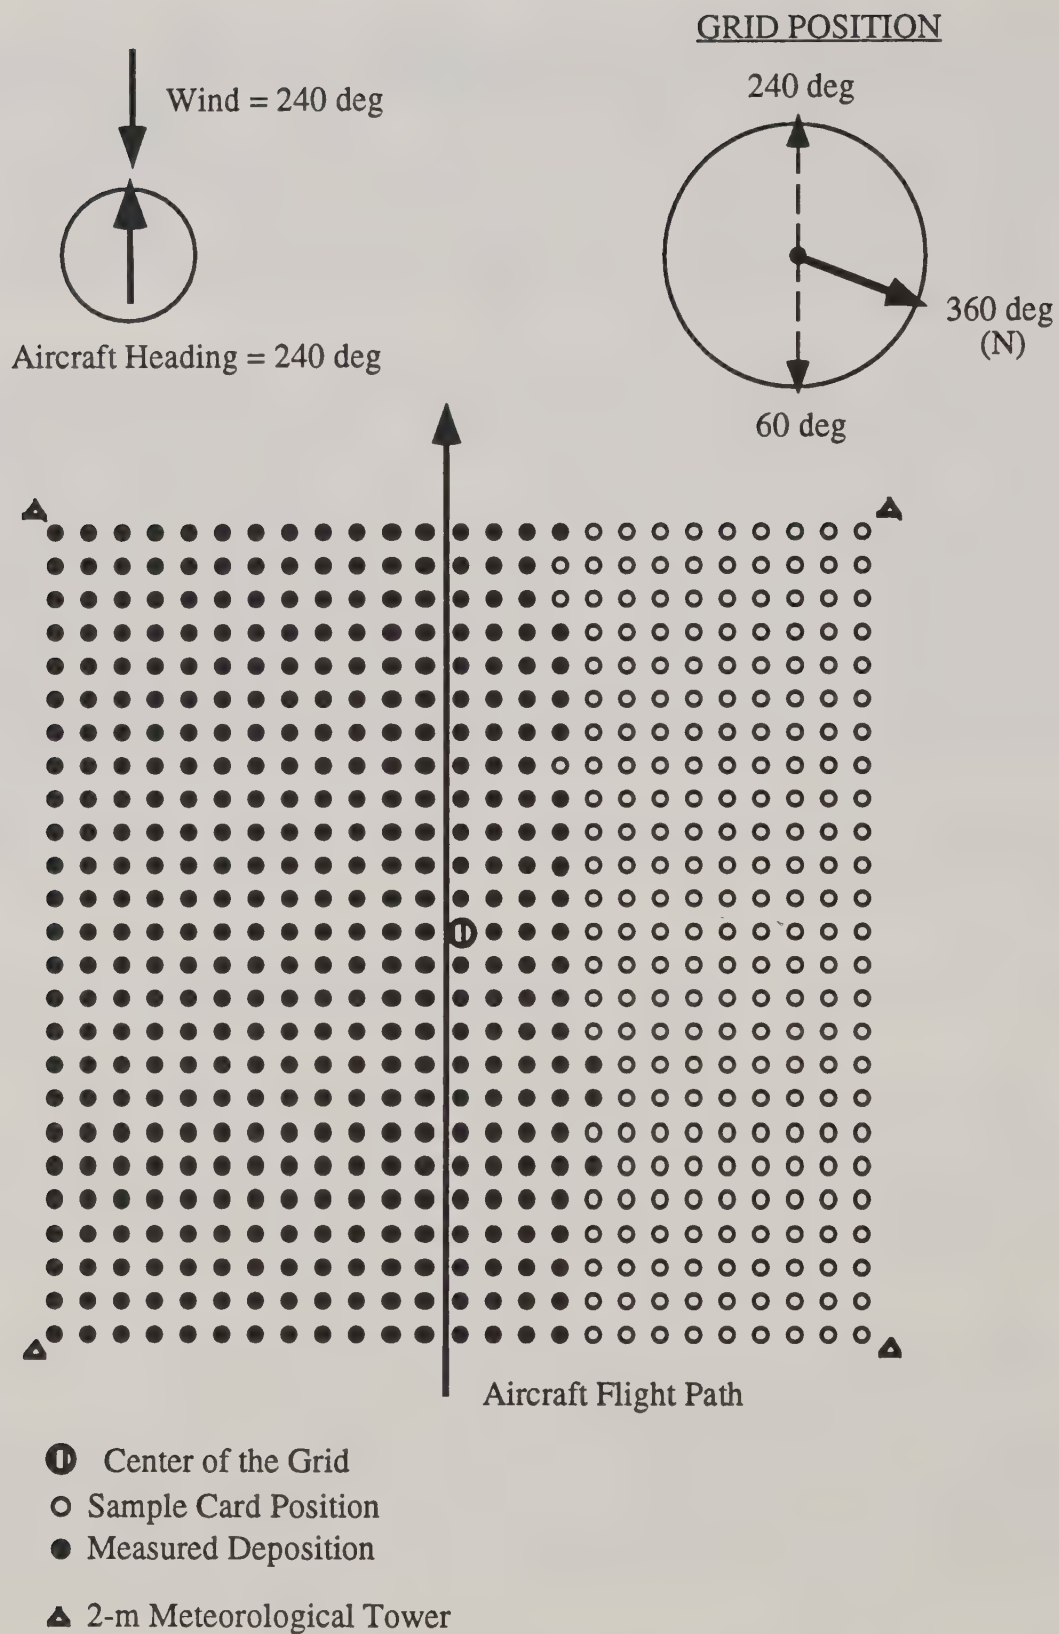 GRID POSITION
Wind = 240 deg
240 deg
360 deg
(N)
Aircraft Heading = 240 deg
60 deg
Aircraft Flight Path
Center of the Grid
Sample Card Position
Measured Deposition
2-m Meteorological Tower